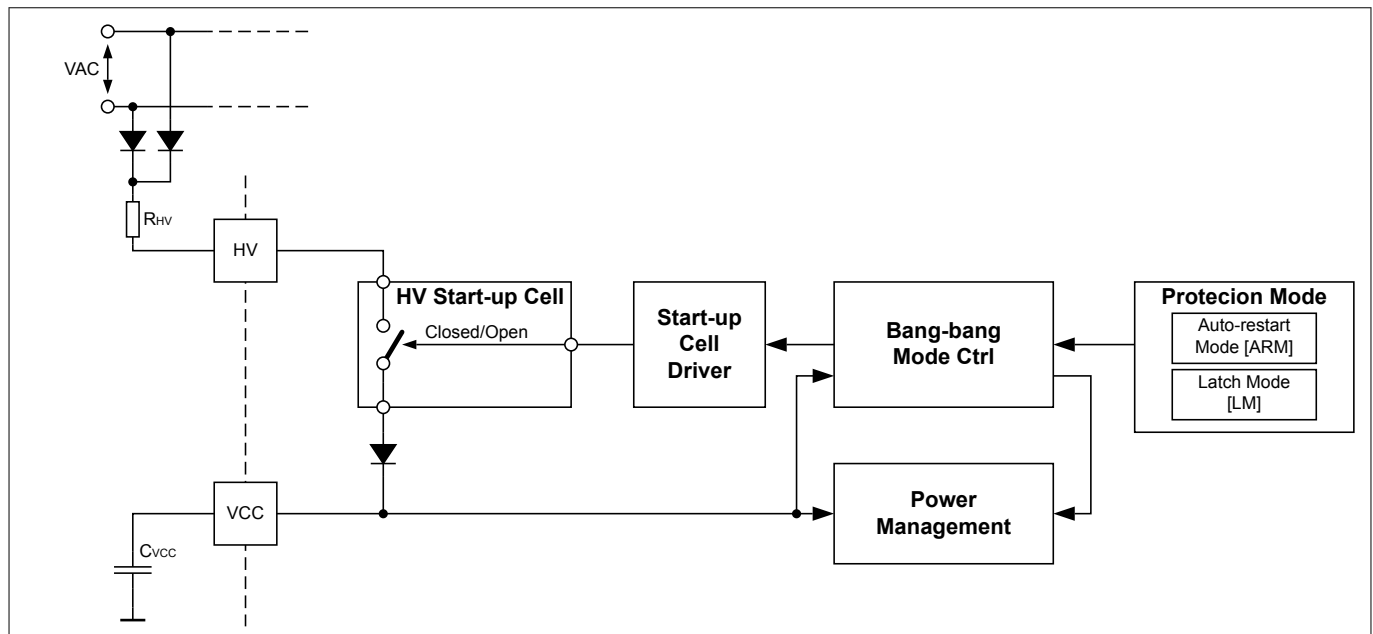 VAC
RHV
HV
HV Start-up Cell
Closed/Open
Start-up
Cell
Driver
Bang-bang
Mode Ctrl
Protecion Mode
Auto-restart
Mode [ARM]
Latch Mode
[LM]
VCC
Power
Management
CVCC